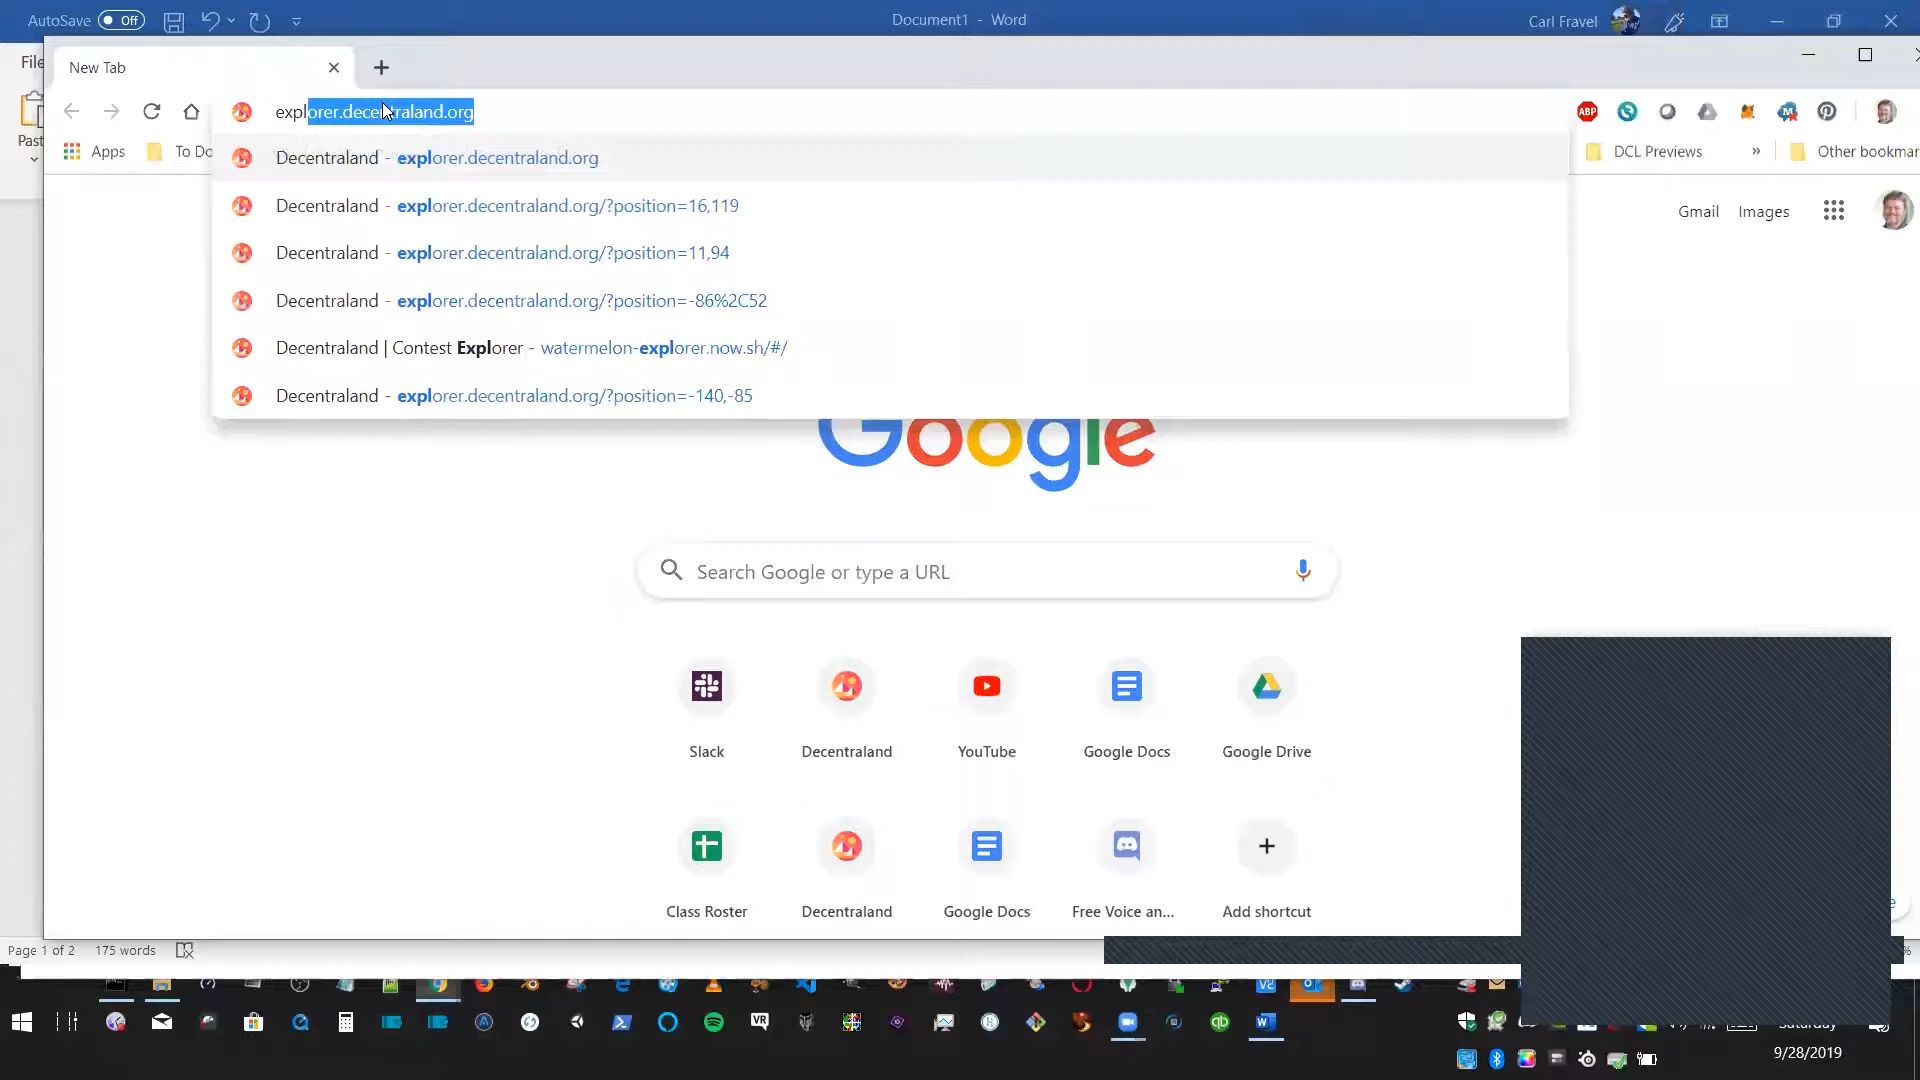 AutoSave Off Document1 - Word Carl Fravel
File
New Tab
explorer.decentraland.org
Past
Apps To Do DCL Previews » Other bookmar
Decentraland - explorer.decentraland.org
Decentraland - explorer.decentraland.org/?position=16,119
Gmail Images
Decentraland - explorer.decentraland.org/?position=11,94
Decentraland - explorer.decentraland.org/?position=-86%2C52
Decentraland | Contest Explorer - watermelon-explorer.now.sh/#/
Decentraland - explorer.decentraland.org/?position=-140,-85
Google
Search Google or type a URL
Slack Decentraland YouTube Google Docs Google Drive
Class Roster Decentraland Google Docs Free Voice an... Add shortcut
Page 1 of 2 175 words
Saturday
9/28/2019